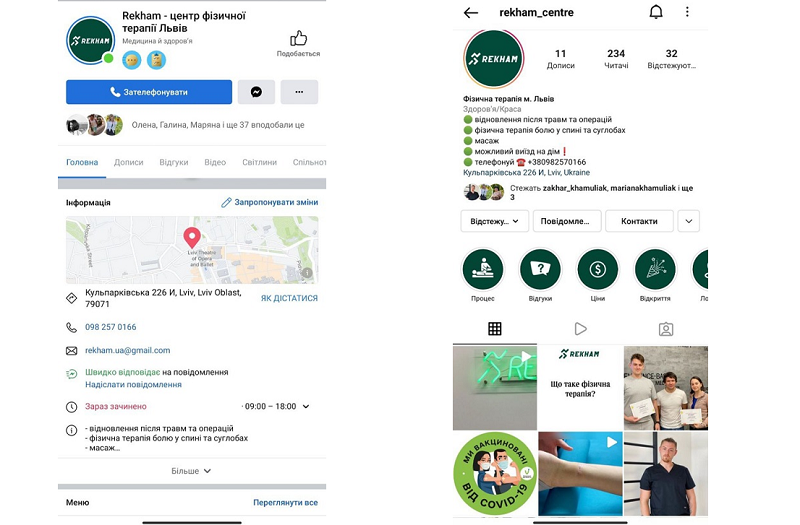 Rekham - центр фізичної
терапії Львів
Медицина й здоров'я
REKHAM
Подобається
Зателефонувати
Олена, Галина, Маряна і ще 37 вподобали це
Головна
Дописи
Відгуки
Відео
Світлини
Спільнот
Інформація
Запропонувати зміни
Lviv Theatre
of Opera
and Ballet
Кульпарківська 226 И, Lviv, Lviv Oblast,
79071
ЯК ДІСТАТИСЯ
098 257 0166
rekham.ua@gmail.com
Швидко відповідає на повідомлення
Надіслати повідомлення
Зараз зачинено
· 09:00 – 18:00
- відновлення після травм та операцій
- фізична терапія болю у спині та суглобах
- масаж...
Більше
Меню
Переглянути все
rekham_centre
REKHAM
11
Дописи
234
Читачі
32
Відстежуют...
Фізична терапія м. Львів
Здоров'я/Краса
відновлення після травм та операцій
фізична терапія болю у спині та суглобах
масаж
можливий виїзд на дім❗
телефонуй ☎️ +380982570166
Кульпарківська 226 И, Lviv, Ukraine
Стежать zakhar_khamuliak, marianakhamuliak і ще
3
Відстежу...
Повідомле...
Контакти
Процес
Відгуки
Ціни
Відкриття
Ло
RE
REKHAM
Що таке фізична
терапія?
МИ ВАКЦИНОВАНІ
ВІД COVID-19